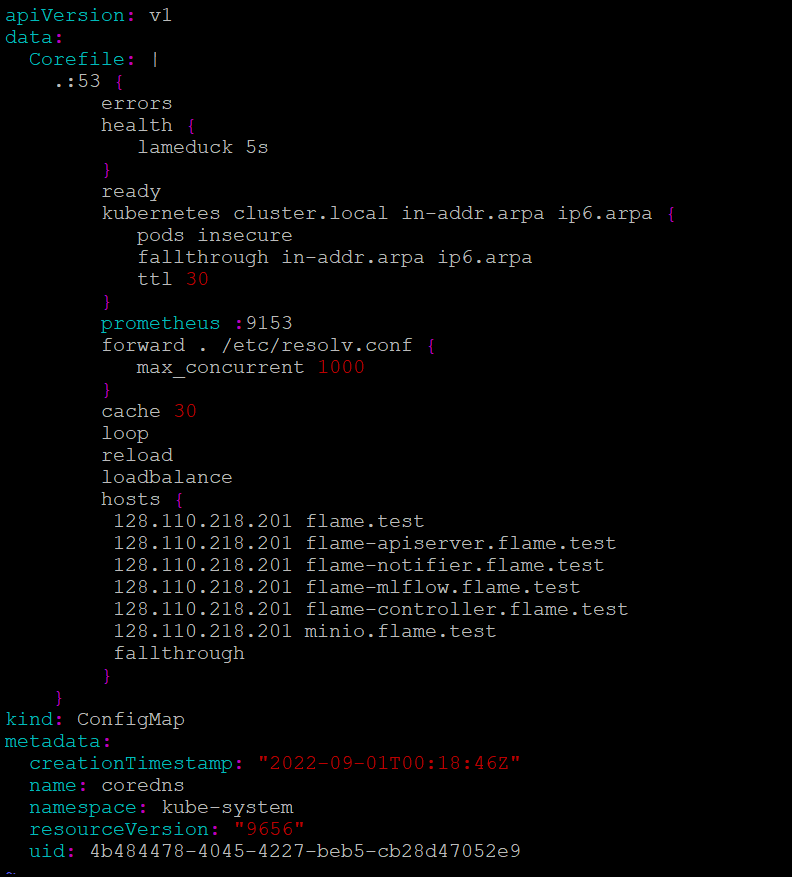 apiVersion: v1
data:
  Corefile: |
    .:53 {
        errors
        health {
           lameduck 5s
        }
        ready
        kubernetes cluster.local in-addr.arpa ip6.arpa {
           pods insecure
           fallthrough in-addr.arpa ip6.arpa
           ttl 30
        }
        prometheus :9153
        forward . /etc/resolv.conf {
           max_concurrent 1000
        }
        cache 30
        loop
        reload
        loadbalance
        hosts {
         128.110.218.201 flame.test
         128.110.218.201 flame-apiserver.flame.test
         128.110.218.201 flame-notifier.flame.test
         128.110.218.201 flame-mlflow.flame.test
         128.110.218.201 flame-controller.flame.test
         128.110.218.201 minio.flame.test
         fallthrough
        }
    }
kind: ConfigMap
metadata:
  creationTimestamp: "2022-09-01T00:18:46Z"
  name: coredns
  namespace: kube-system
  resourceVersion: "9656"
  uid: 4b484478-4045-4227-beb5-cb28d47052e9